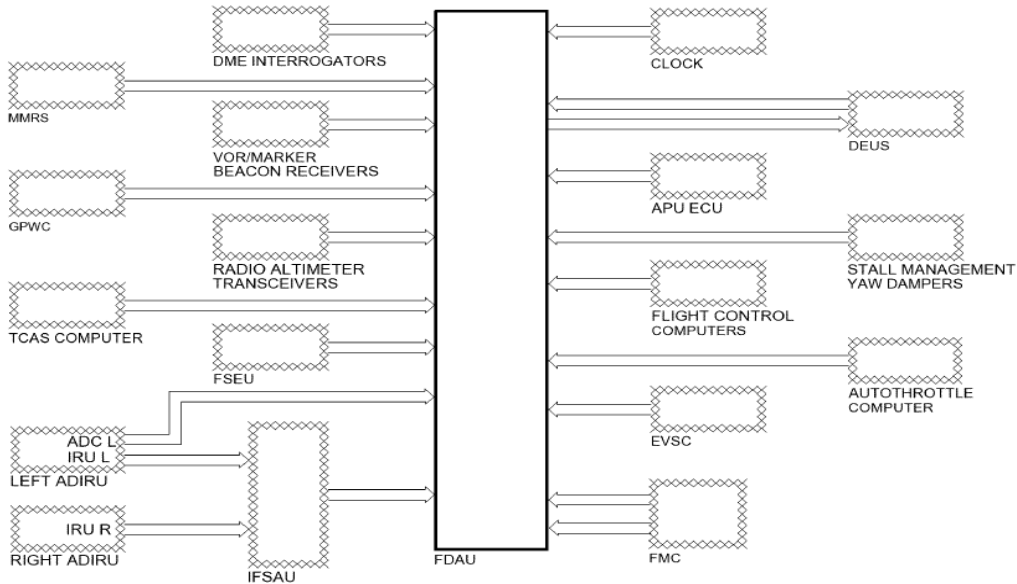 DME INTERROGATORS
MMRS
VOR/MARKER
BEACON RECEIVERS
GPWC
RADIO ALTIMETER
TRANSCEIVERS
TCAS COMPUTER
FSEU
ADC L
IRU L
LEFT ADIRU
IRU R
RIGHT ADIRU
IFSAU
FDAU
CLOCK
DEUS
APU ECU
STALL MANAGEMENT
YAW DAMPERS
FLIGHT CONTROL
COMPUTERS
AUTOTHROTTLE
COMPUTER
EVSC
FMC